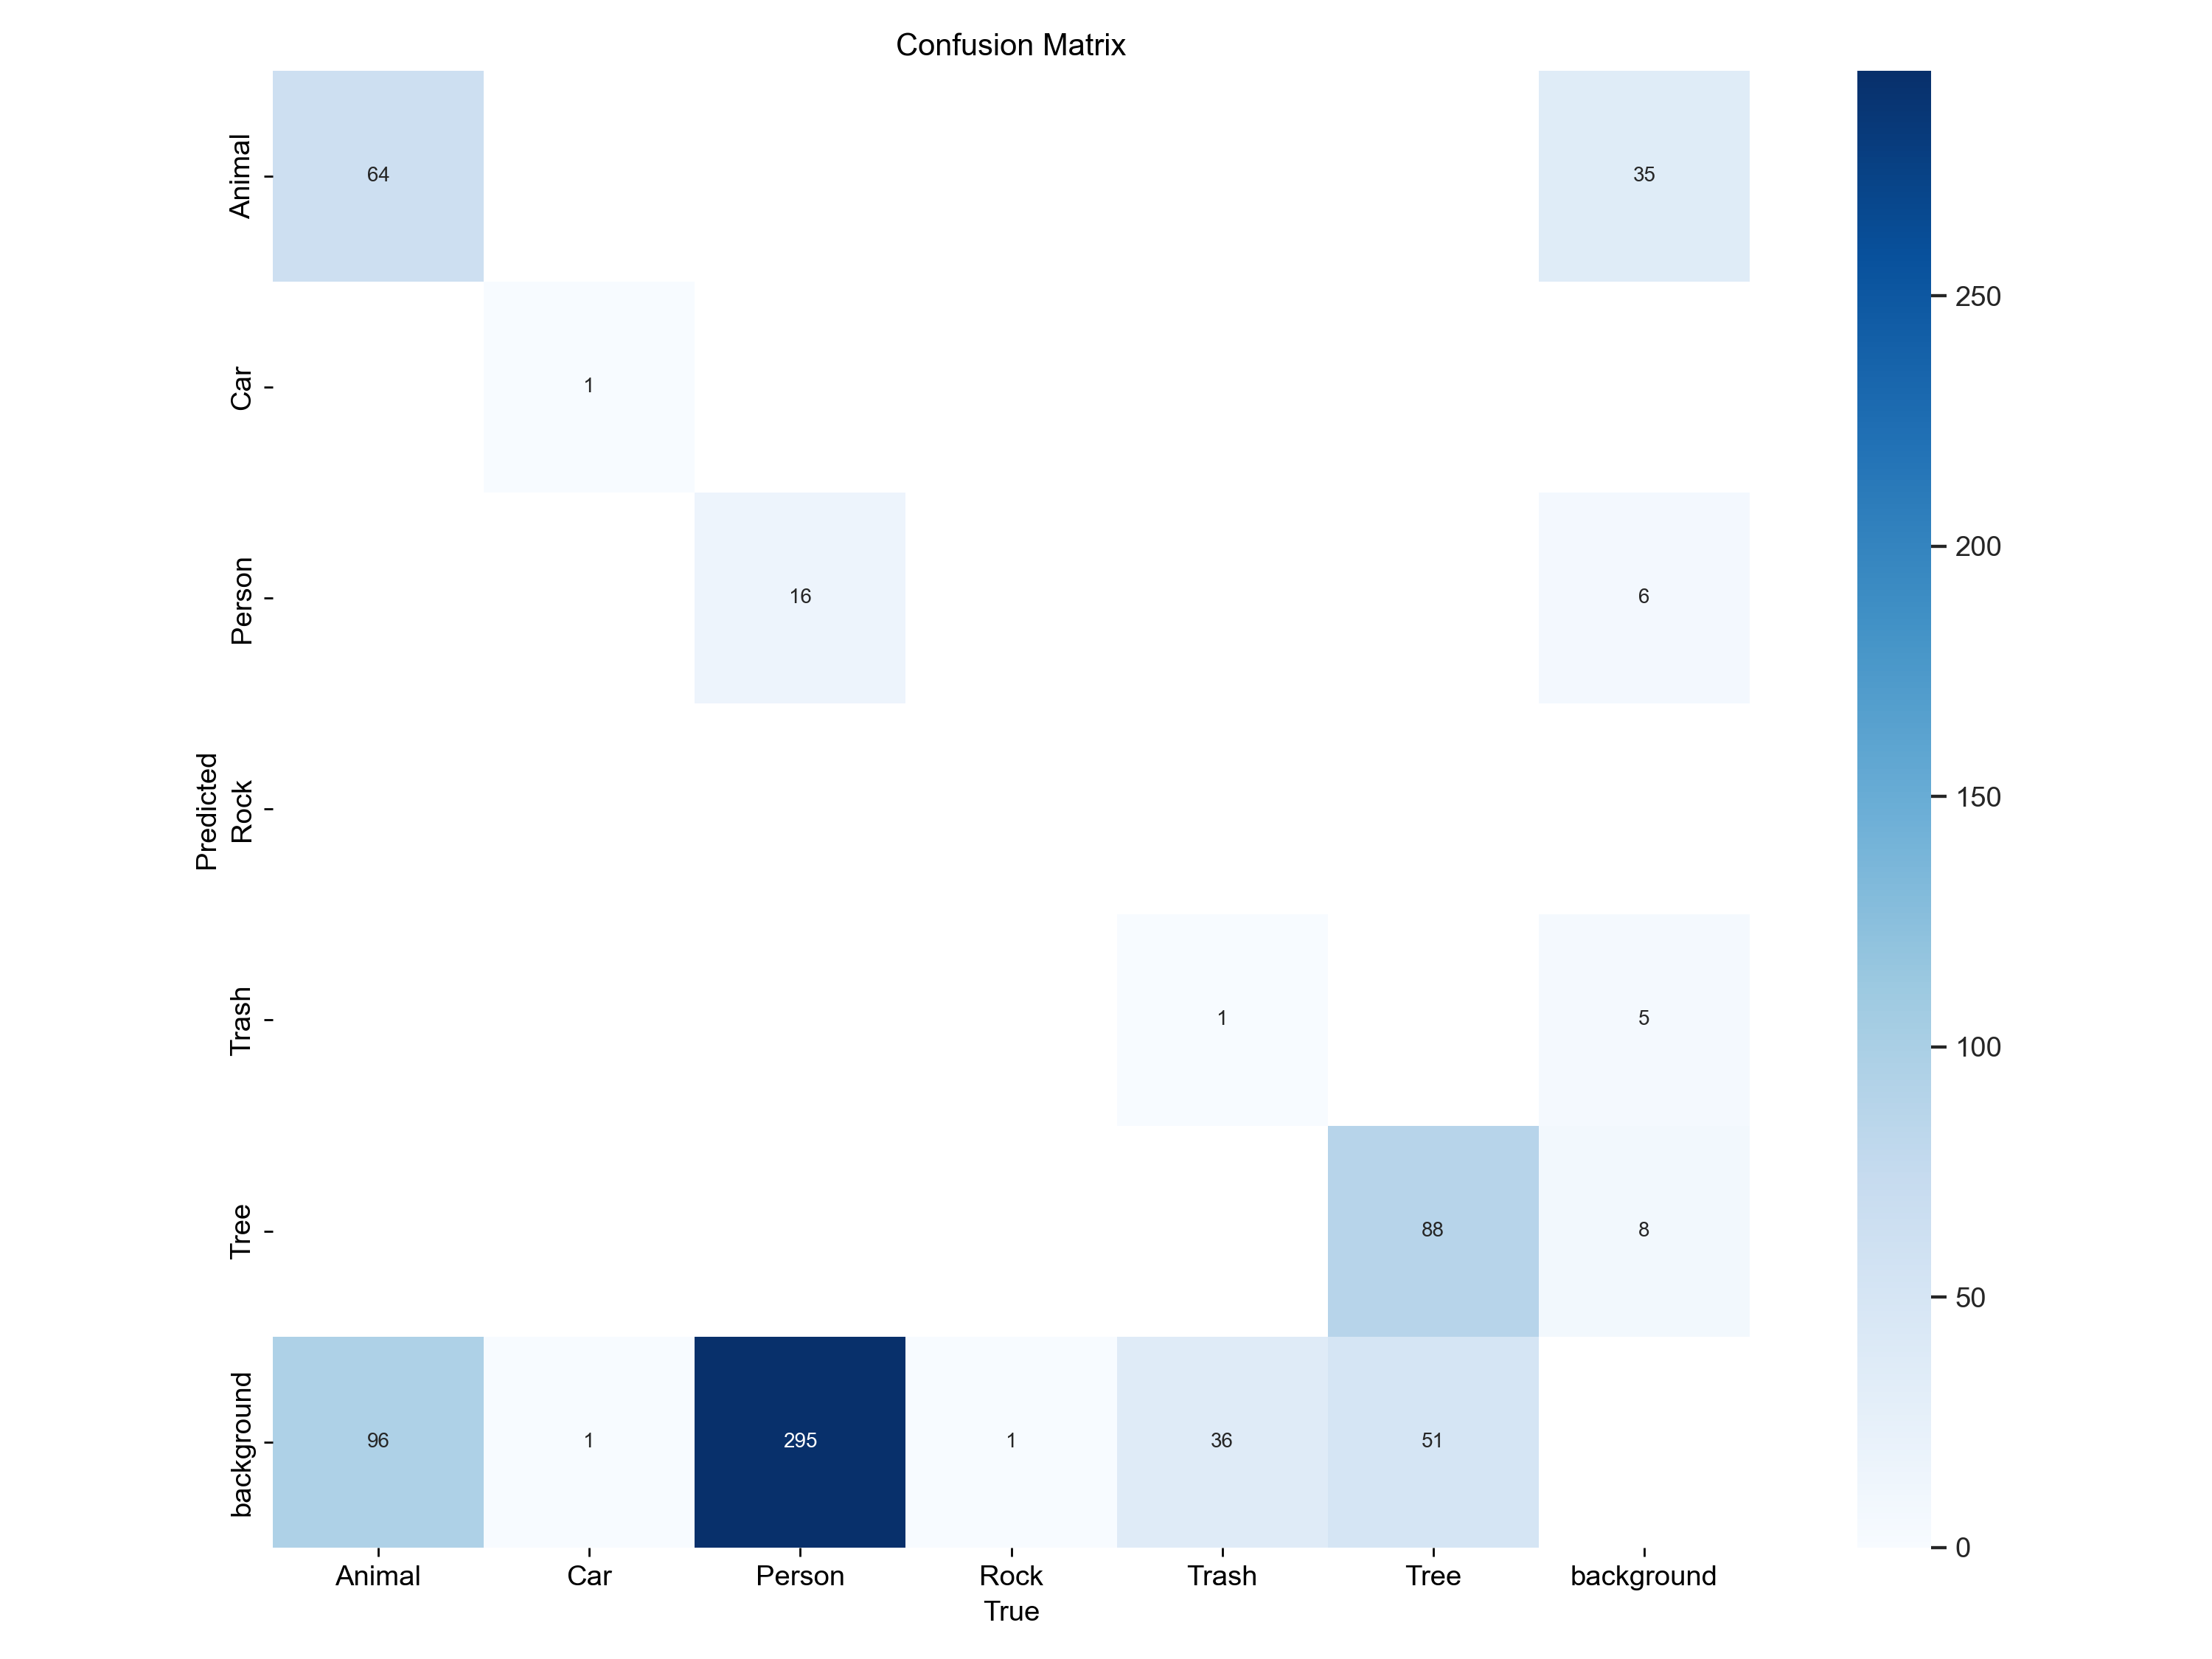 Confusion Matrix
Animal
64
35
Car
1
Person
16
6
Predicted
Rock
Trash
1
5
Tree
88
8
background
96
1
295
1
36
51
Animal
Car
Person
Rock
Trash
Tree
background
True
250
200
150
100
50
0